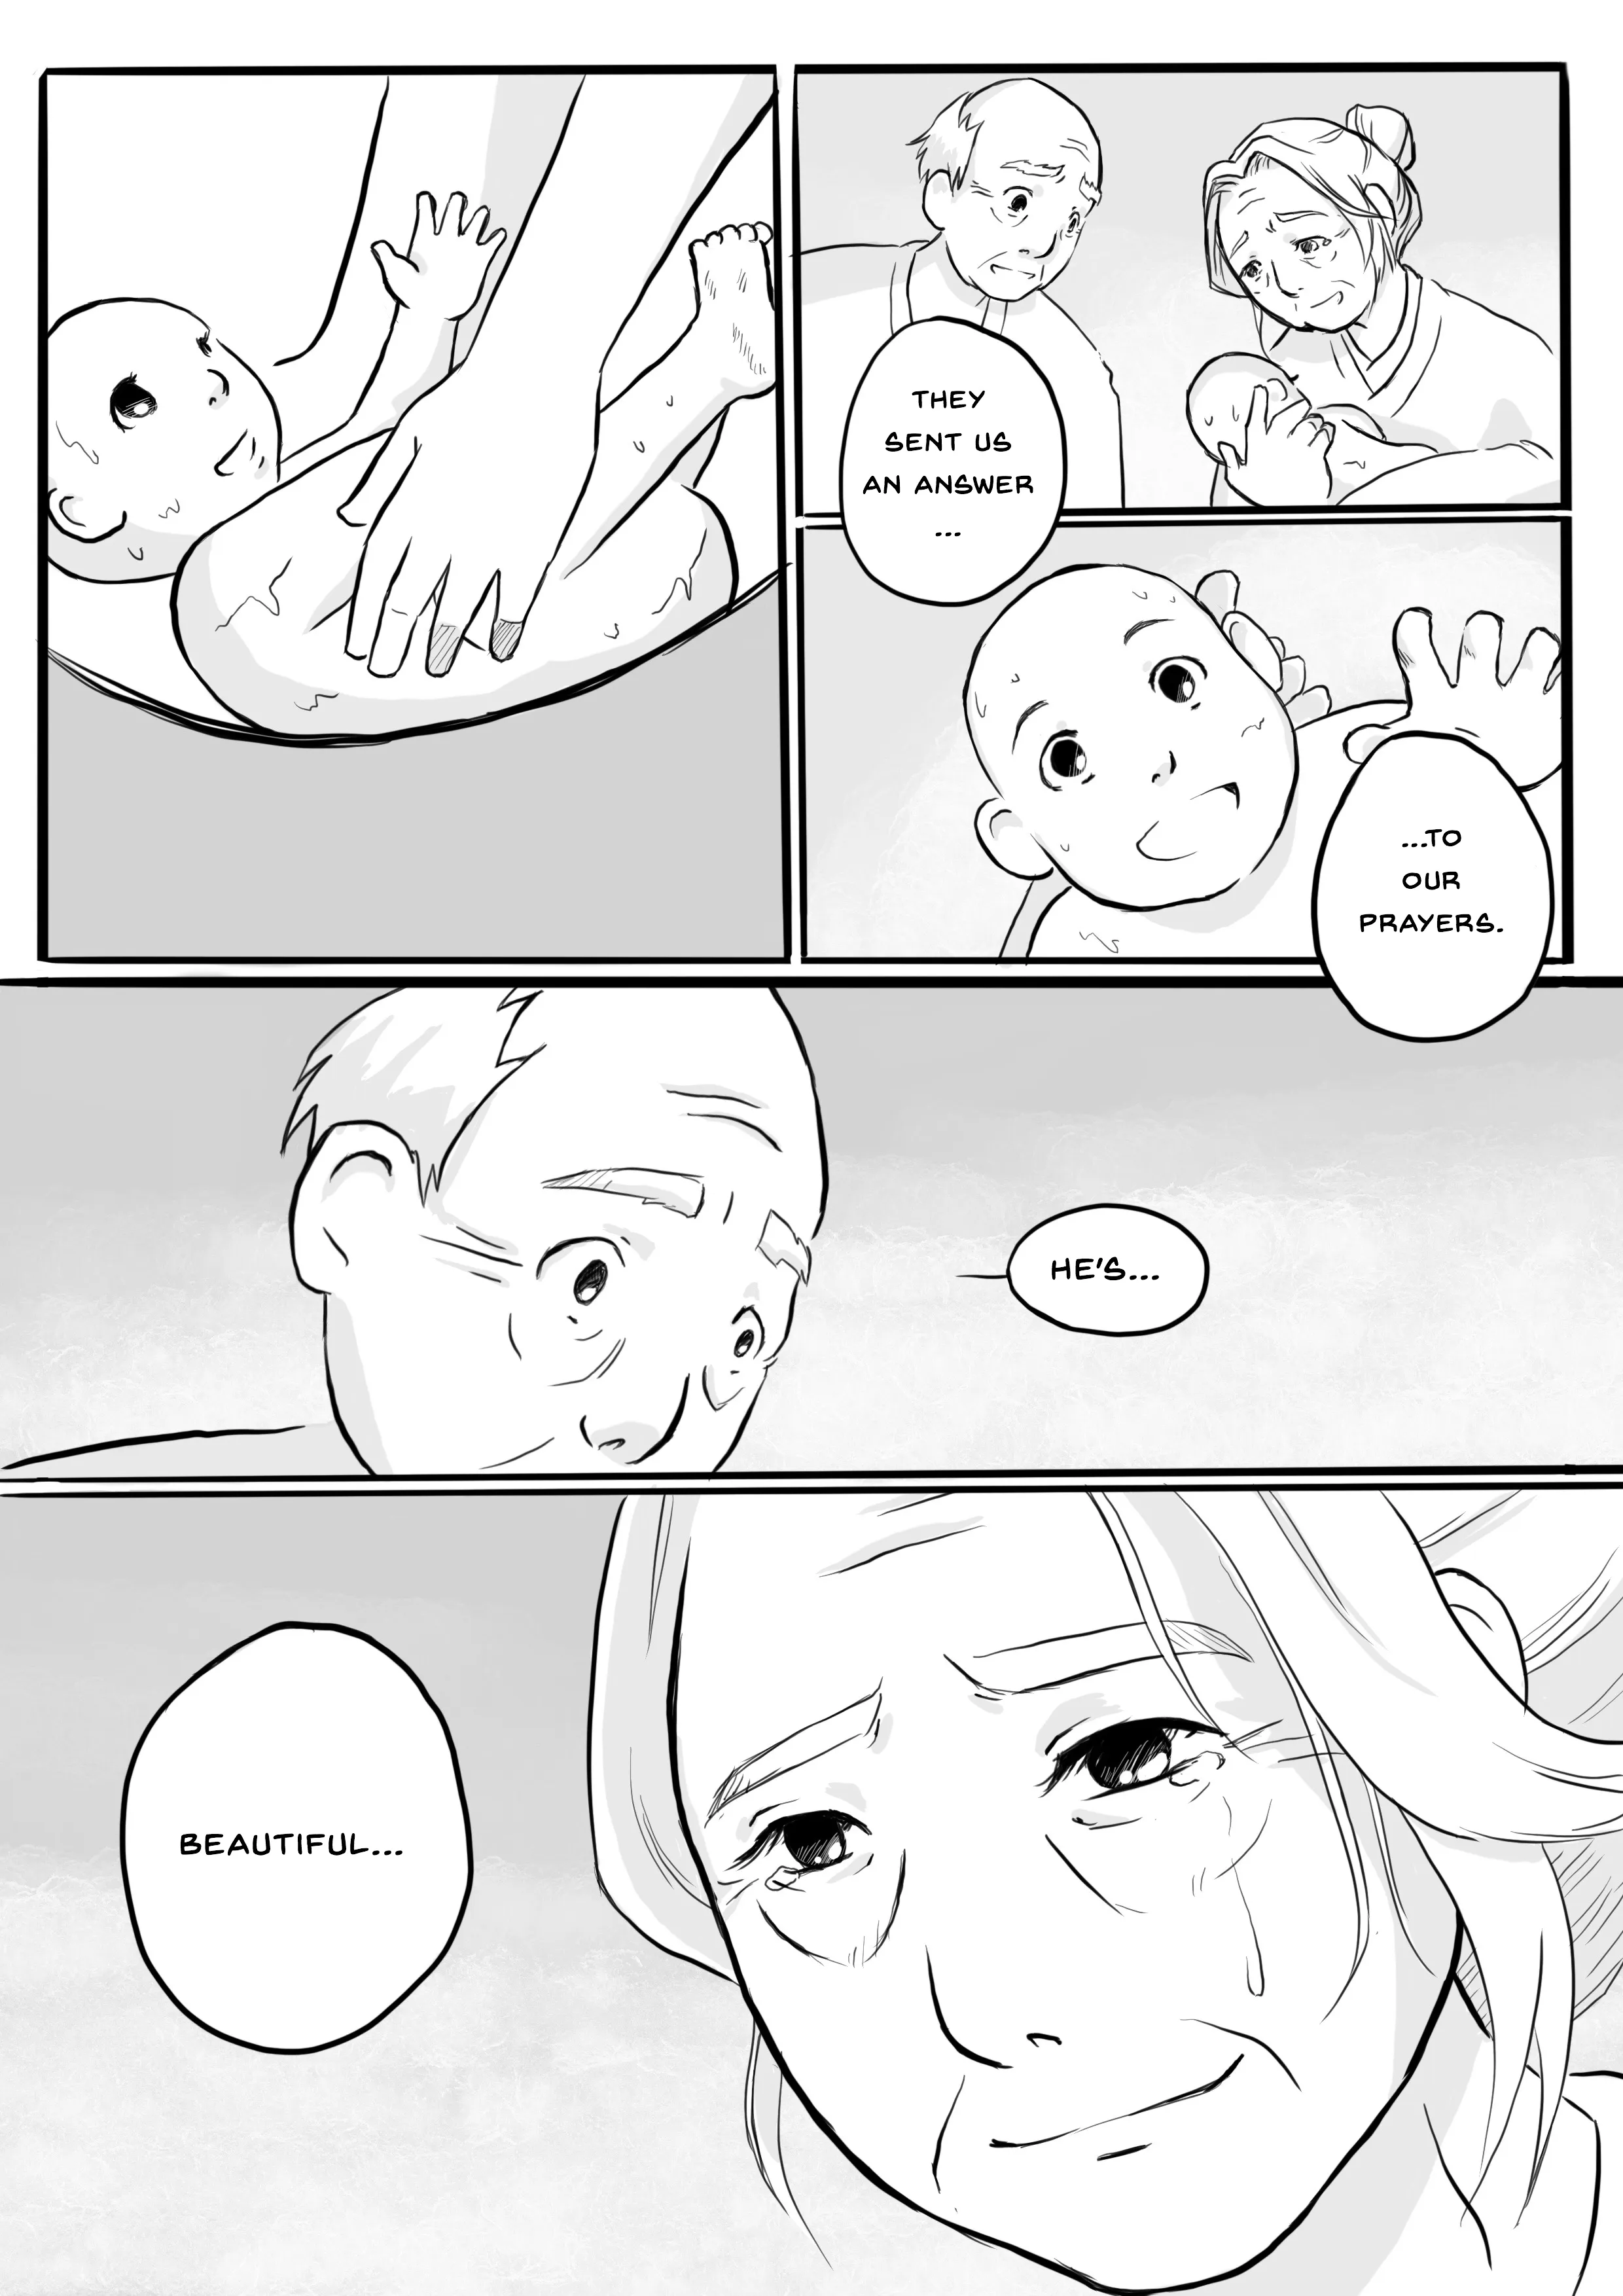 THEY
SENT US
AN ANSWER
...
...TO
OUR
PRAYERS.
HE'S...
BEAUTIFUL...